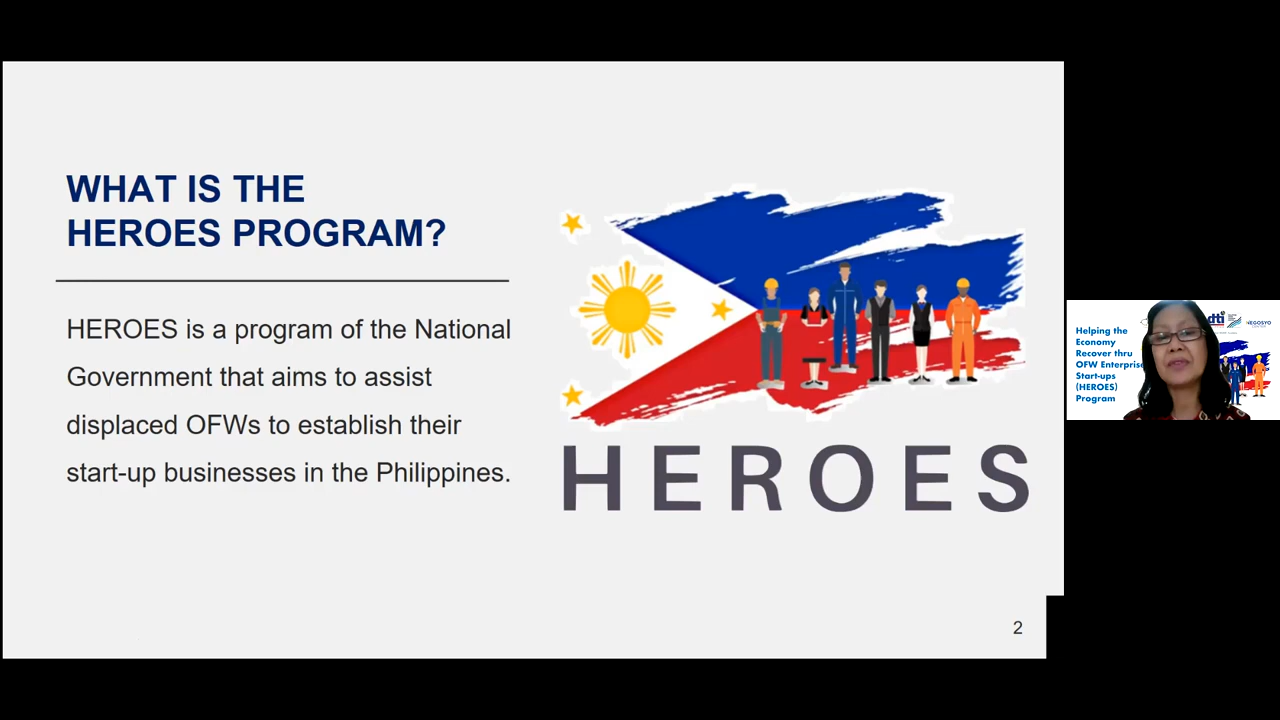 WHAT IS THE
HEROES PROGRAM?
HEROES is a program of the National
Government that aims to assist
displaced OFWs to establish their
start-up businesses in the Philippines.
HEROES
2
Helping the
Economy
Recover thru
OFW Enterprise
Start-ups
(HEROES)
Program
dti
NEGOSYO